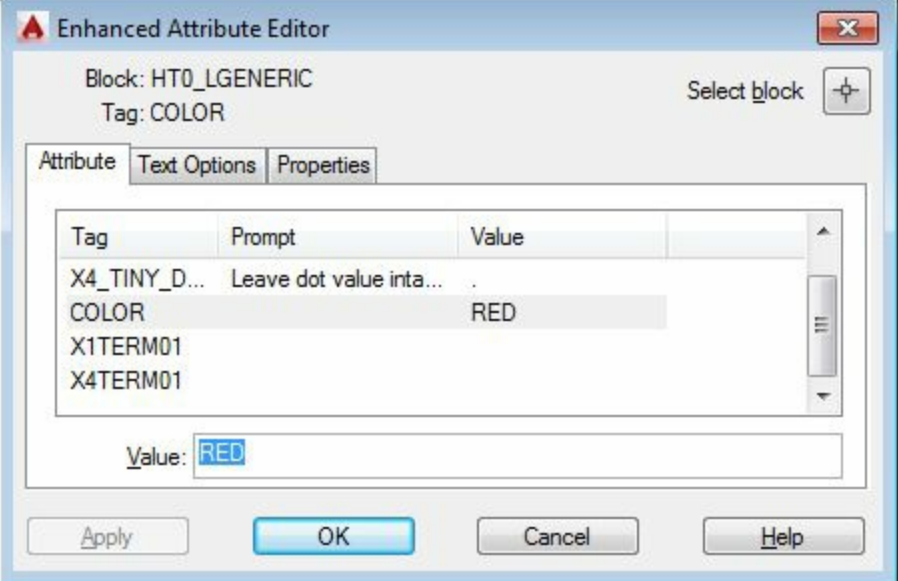 Enhanced Attribute Editor
Block: HT0_LGENERIC
Select block
Tag: COLOR
Attribute Text Options Properties
Tag Prompt Value
X4_TINY_D... Leave dot value inta... .
COLOR RED
X1TERM01
X4TERM01
Value: RED
Apply OK Cancel Help